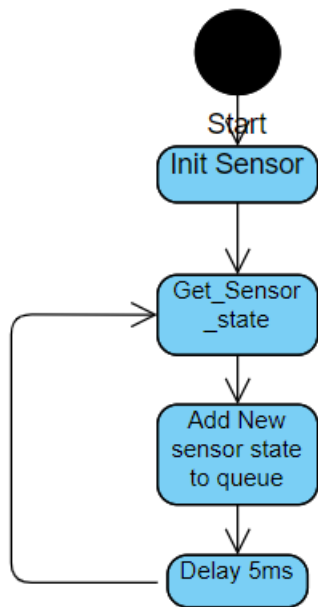 Start
Init Sensor
Get_Sensor
_state
Add New
sensor state
to queue
Delay 5ms